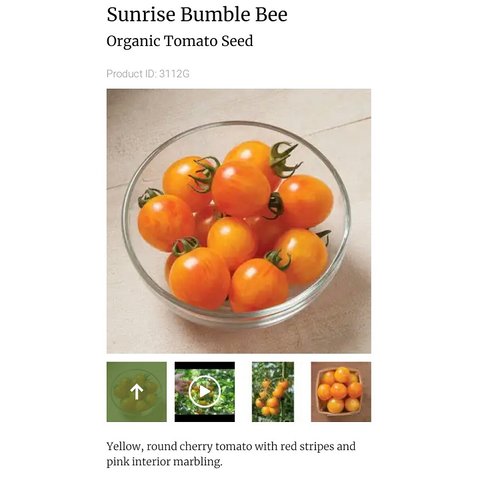 Sunrise Bumble Bee
Organic Tomato Seed
Product ID: 3112G
Yellow, round cherry tomato with red stripes and
pink interior marbling.